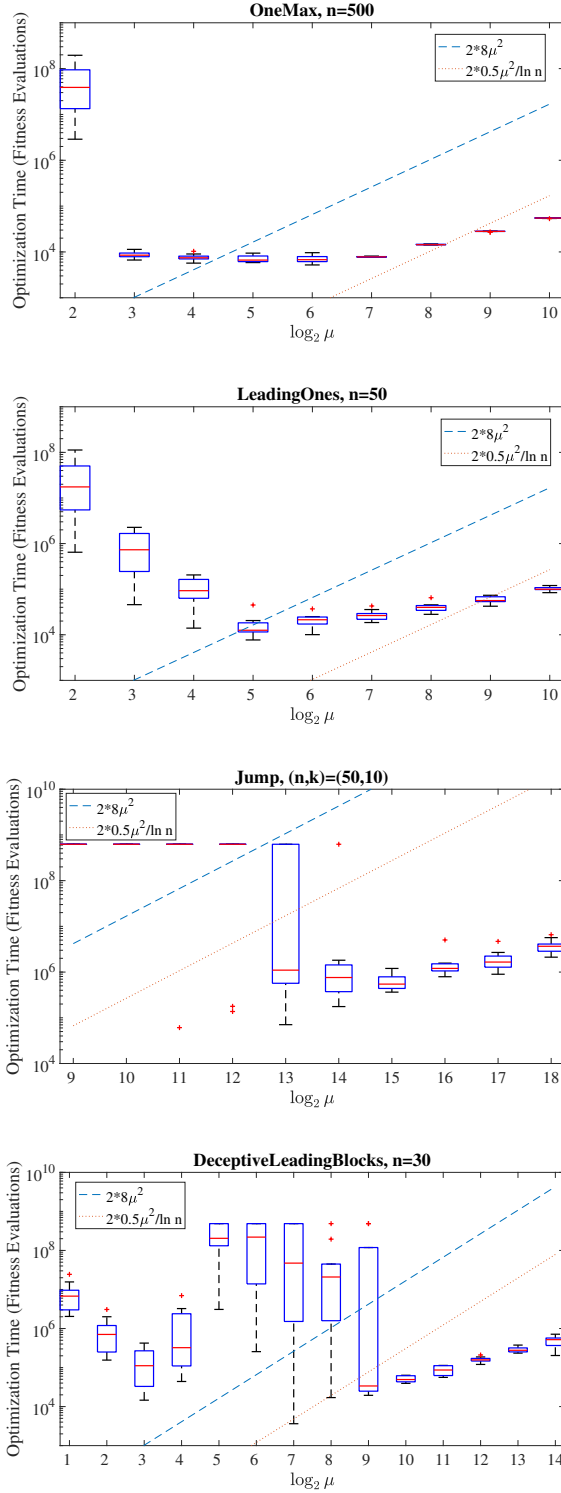 OneMax, n=500
2*8μ²
2*0.5μ²/ln n
Optimization Time (Fitness Evaluations)
10⁸
10⁶
10⁴
2 3 4 5 6 7 8 9 10
log₂ μ
LeadingOnes, n=50
2*8μ²
2*0.5μ²/ln n
Optimization Time (Fitness Evaluations)
10⁸
10⁶
10⁴
2 3 4 5 6 7 8 9 10
log₂ μ
Jump, (n,k)=(50,10)
2*8μ²
2*0.5μ²/ln n
Optimization Time (Fitness Evaluations)
10¹⁰
10⁸
10⁶
10⁴
9 10 11 12 13 14 15 16 17 18
log₂ μ
DeceptiveLeadingBlocks, n=30
2*8μ²
2*0.5μ²/ln n
Optimization Time (Fitness Evaluations)
10¹⁰
10⁸
10⁶
10⁴
1 2 3 4 5 6 7 8 9 10 11 12 13 14
log₂ μ